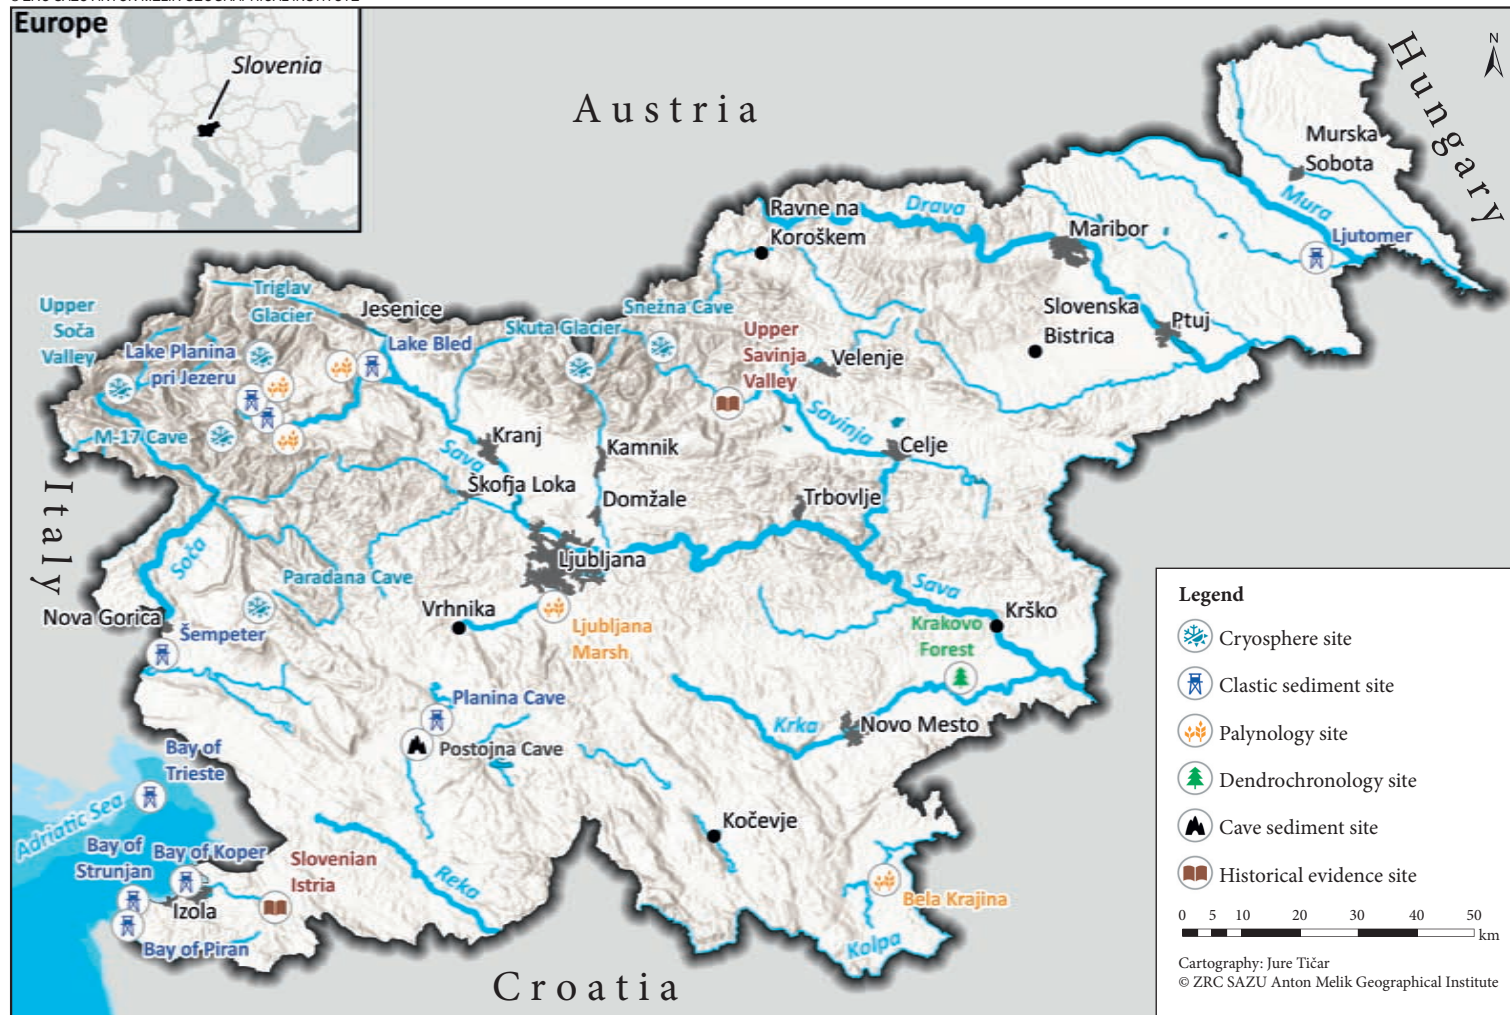 Europe
Slovenia
Austria
Hungary
N
Murska
Sobota
Mura
Ljutomer
Ravne na
Koroškem
Drava
Maribor
Slovenska
Bistrica
Ptuj
Upper
Soča
Valley
Triglav
Glacier
Jesenice
Lake Planina
pri Jezeru
Lake Bled
Skuta Glacier
Snežna Cave
Upper
Savinja
Valley
Velenje
M-17 Cave
Kranj
Sava
Škofja Loka
Kamnik
Domžale
Savinja
Celje
Trbovlje
Italy
Soča
Paradana Cave
Ljubljana
Nova Gorica
Šempeter
Vrhnika
Ljubljana
Marsh
Sava
Krško
Krakovo
Forest
Planina Cave
Postojna Cave
Krka
Novo Mesto
Bay of
Trieste
Adriatic Sea
Bay of
Strunjan
Bay of Koper
Izola
Bay of Piran
Slovenian
Istria
Reka
Kočevje
Bela Krajina
Kolpa
Croatia
Legend
Cryosphere site
Clastic sediment site
Palynology site
Dendrochronology site
Cave sediment site
Historical evidence site
0 5 10 20 30 40 50
km
Cartography: Jure Tičar
© ZRC SAZU Anton Melik Geographical Institute